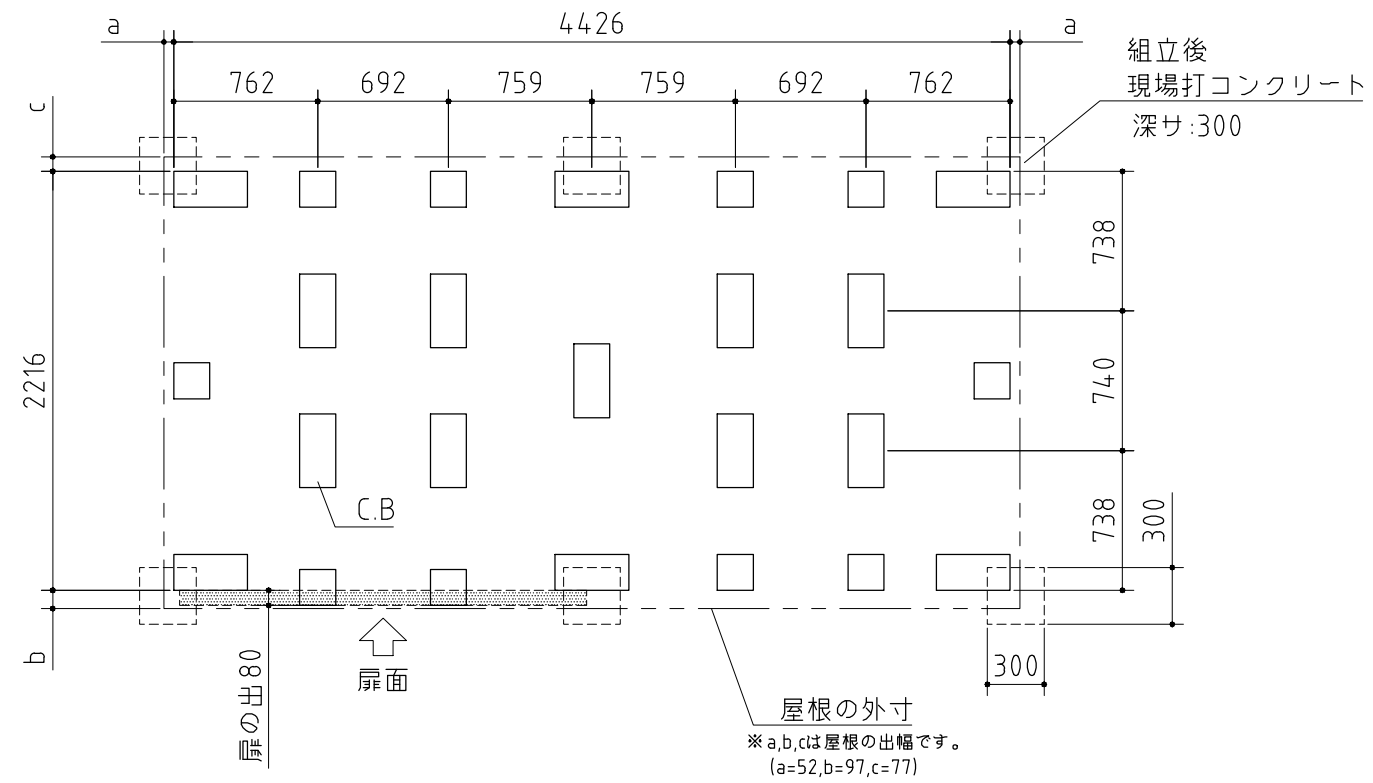 a
4426
a
762
692
759
759
692
762
組立後
現場打コンクリート
深サ:300
c
2216
b
738
740
738
300
C.B
扉の出80
扉面
300
屋根の外寸
※a,b,cは屋根の出幅です。
(a=52,b=97,c=77)